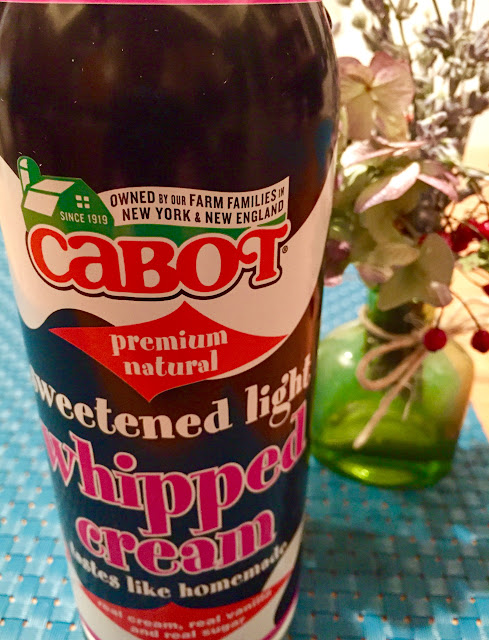 OWNED BY OUR FARM FAMILIES IN
NEW YORK & NEW ENGLAND
SINCE 1919
CABOT®
premium
natural
sweetened light
whipped
cream
tastes like homemade
real cream, real vanilla
and real sugar